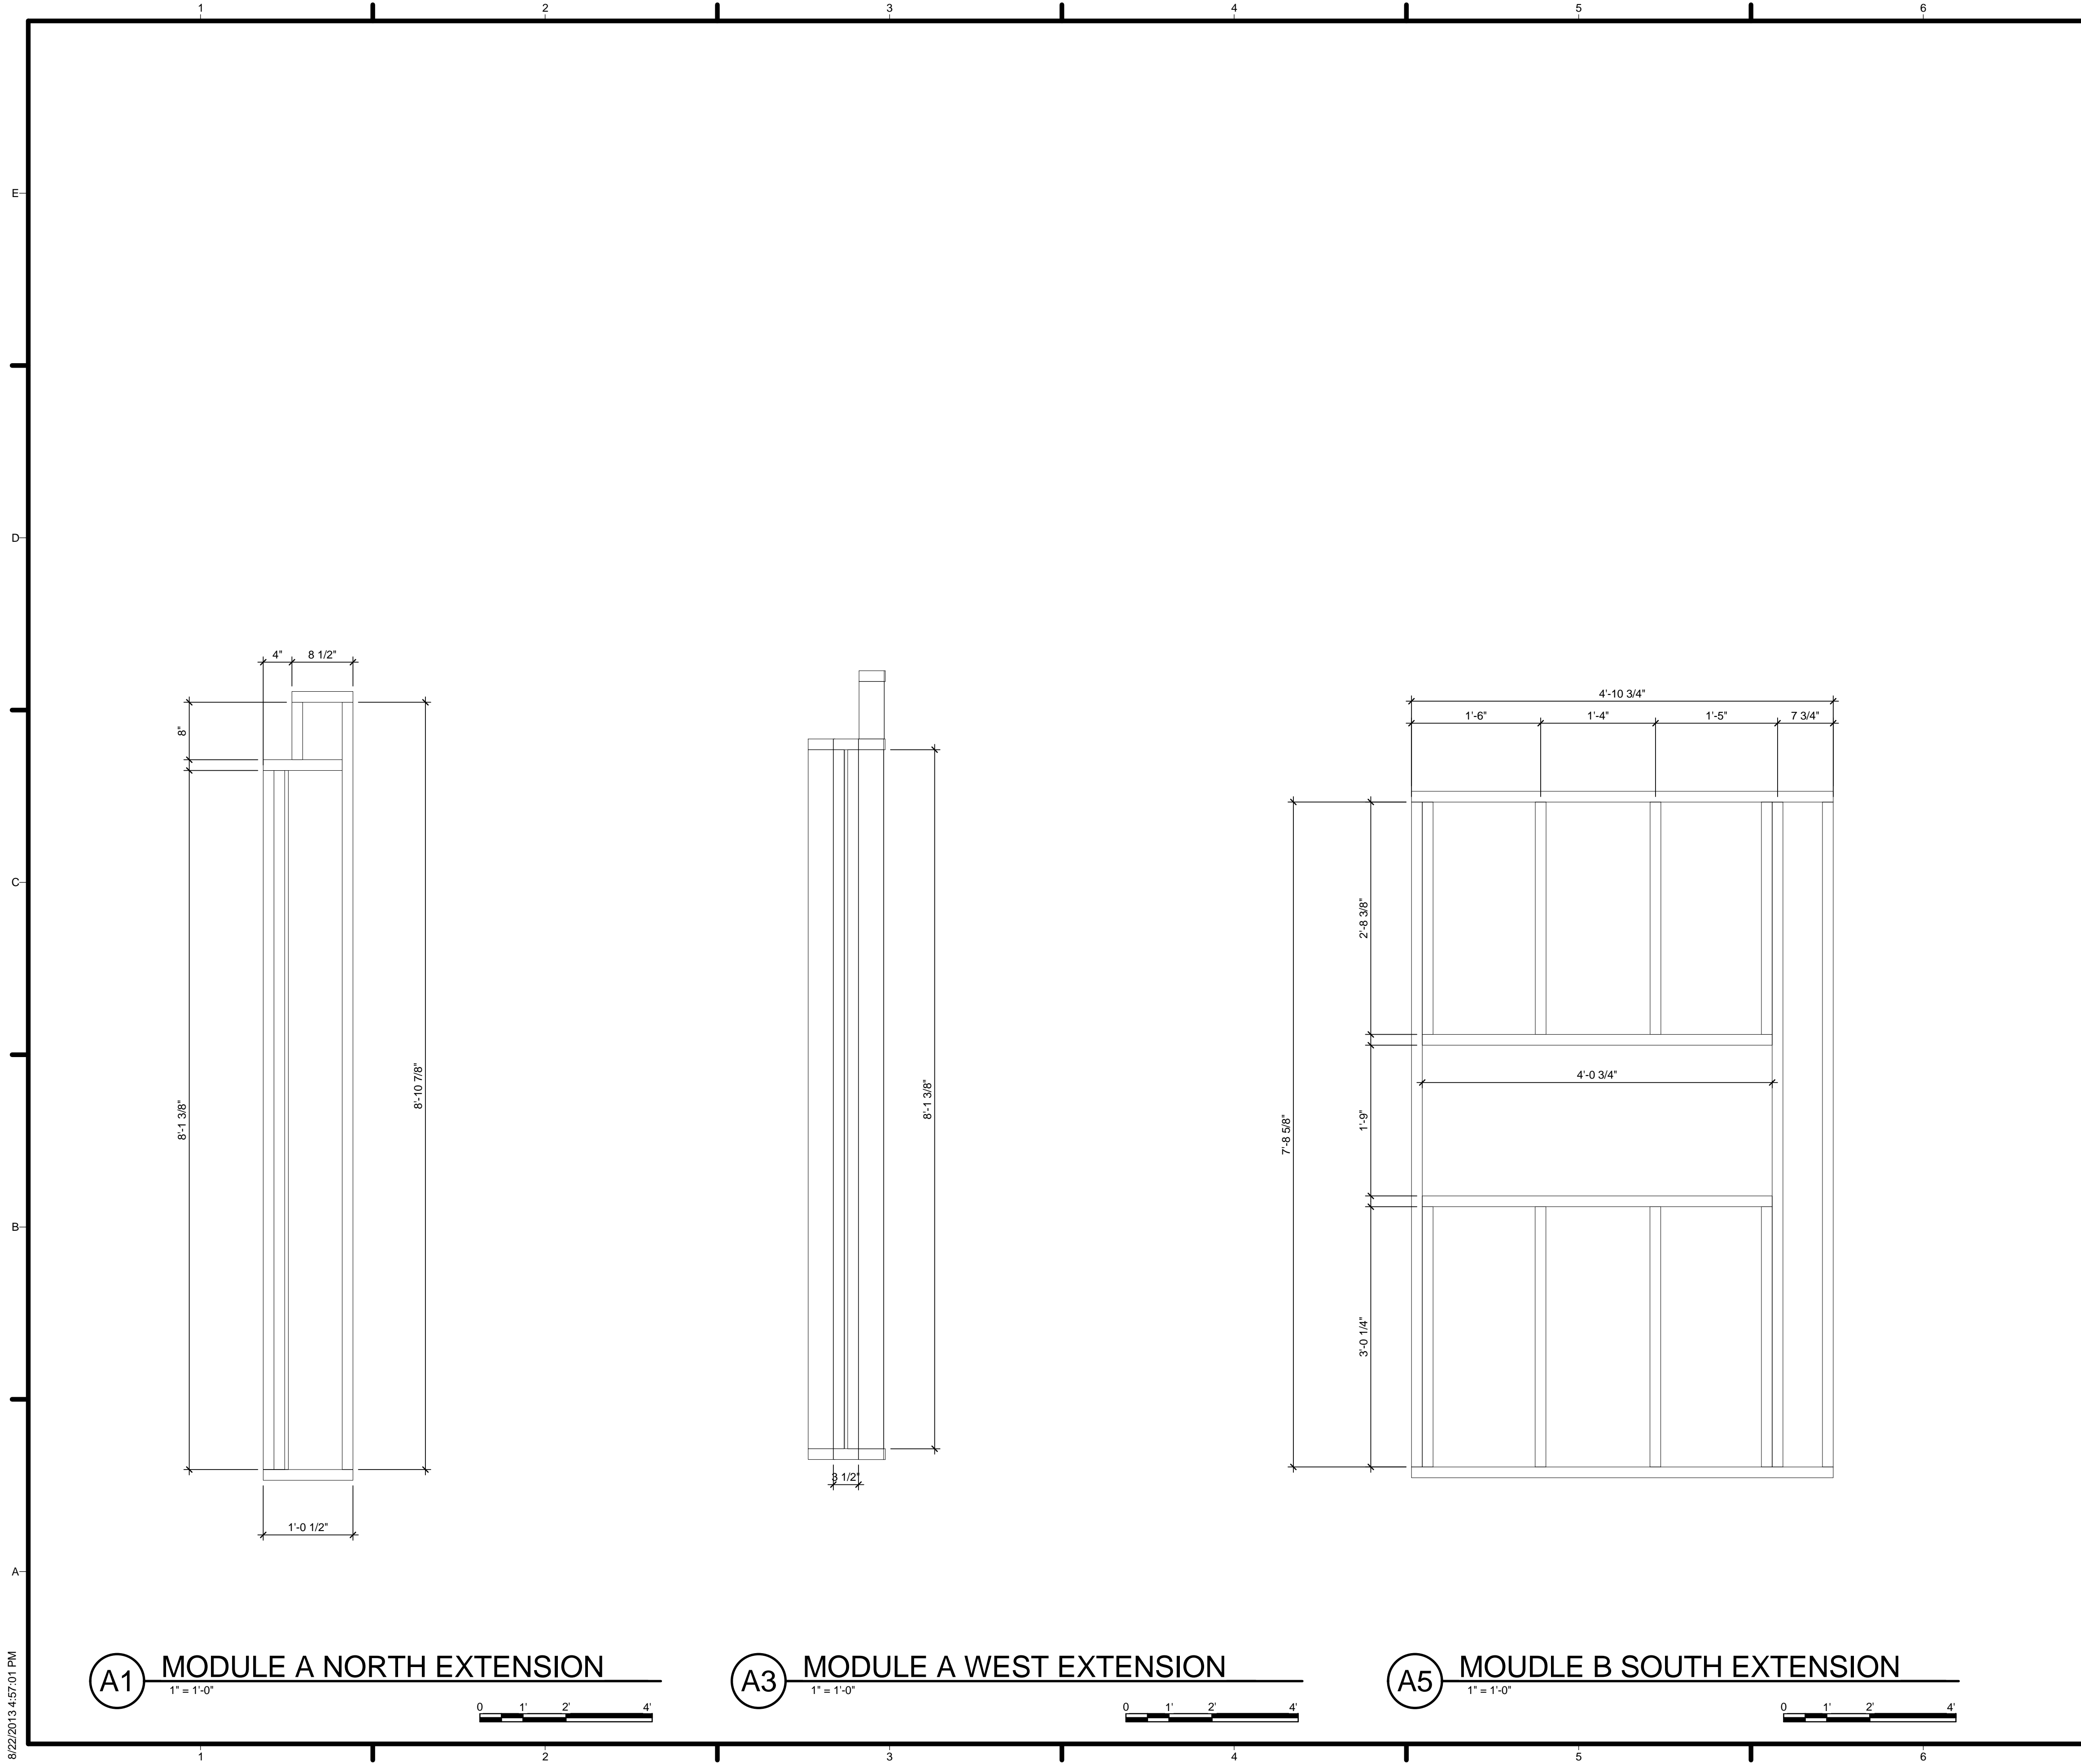 1 2 3 4 5 6
E
D
C
B
A
4" 8 1/2"
8"
8'-1 3/8"
8'-10 7/8"
1'-0 1/2"
8'-1 3/8"
3 1/2"
4'-10 3/4"
1'-6" 1'-4" 1'-5" 7 3/4"
2'-8 3/8"
4'-0 3/4"
1'-9"
7'-8 5/8"
3'-0 1/4"
A1 MODULE A NORTH EXTENSION
1" = 1'-0"
0 1' 2' 4'
A3 MODULE A WEST EXTENSION
1" = 1'-0"
0 1' 2' 4'
A5 MOUDLE B SOUTH EXTENSION
1" = 1'-0"
0 1' 2' 4'
8/22/2013 4:57:01 PM
1 2 3 4 5 6